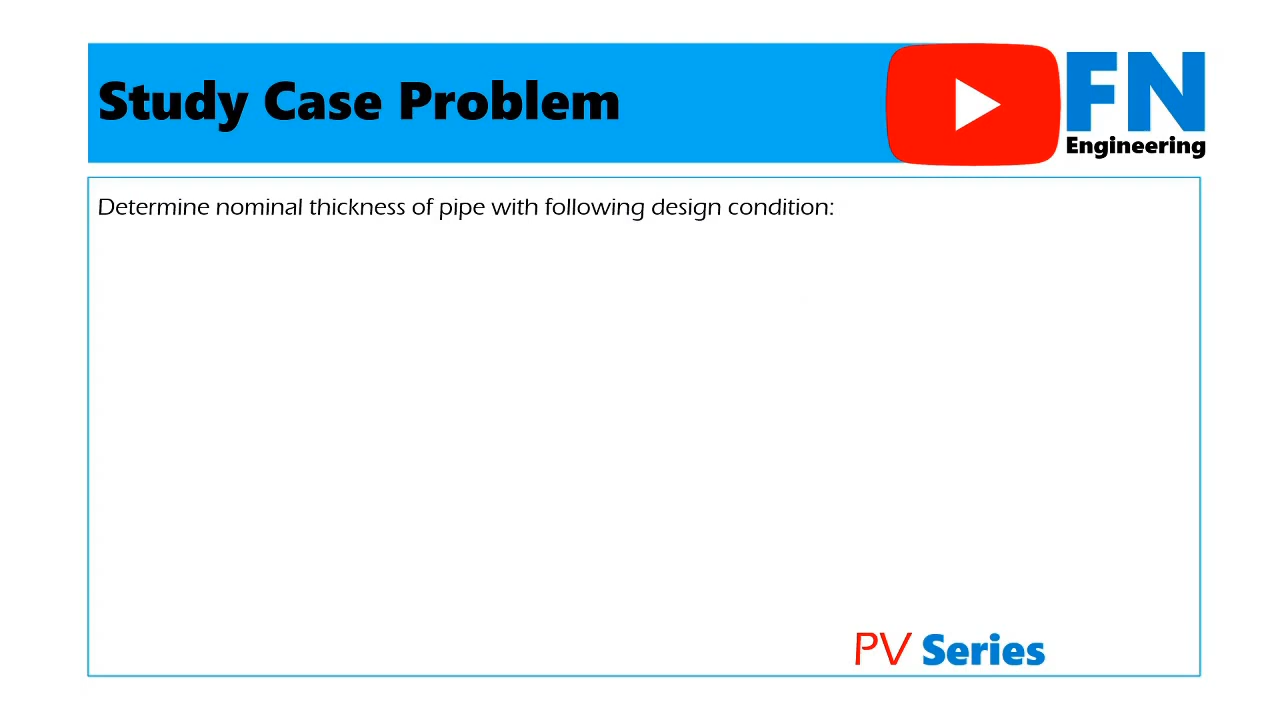 Study Case Problem
FN
Engineering
Determine nominal thickness of pipe with following design condition:
PV Series